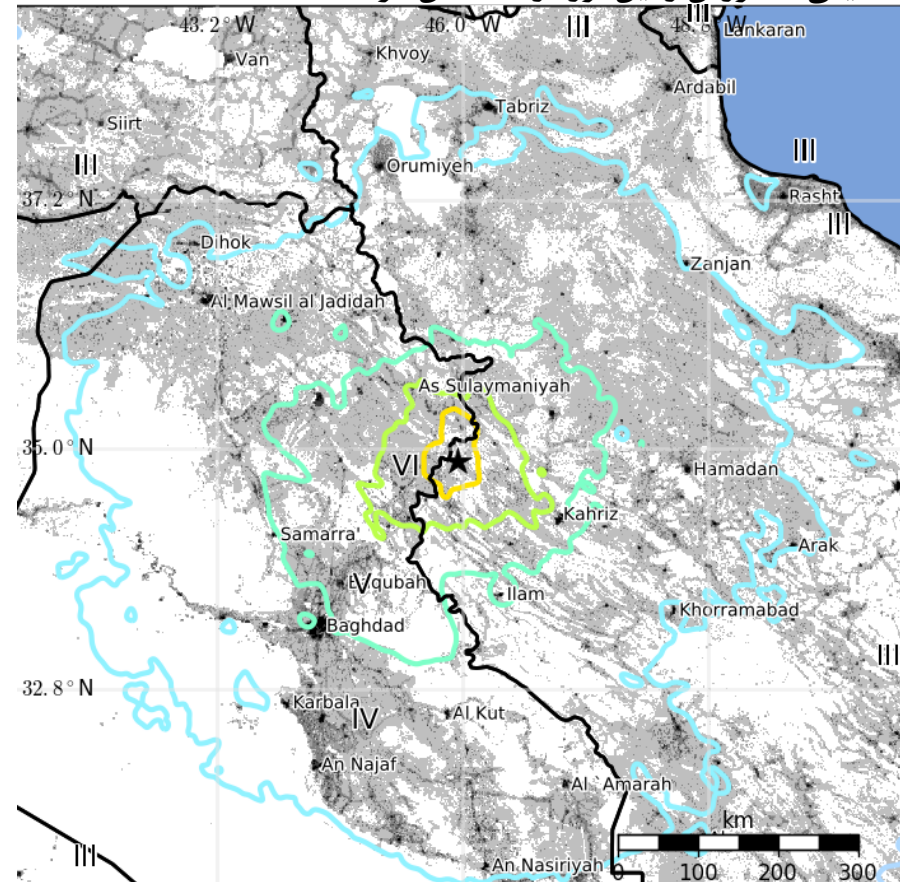 43.2°W 46.0°W 48.8°W
III III
Lankaran
Van Khvoy
Ardabil
Tabriz
Siirt
III Orumiyeh III
37.2°N Rasht
III
Dihok
Zanjan
Al Mawsil al Jadidah
As Sulaymaniyah
35.0°N
VI Hamadan
Kahriz
Samarra'
Arak
V
Ilam
Khorramabad
Baghdad
III
32.8°N
Karbala
IV Al Kut
An Najaf
Al `Amarah
km
III
An Nasiriyah
0 100 200 300